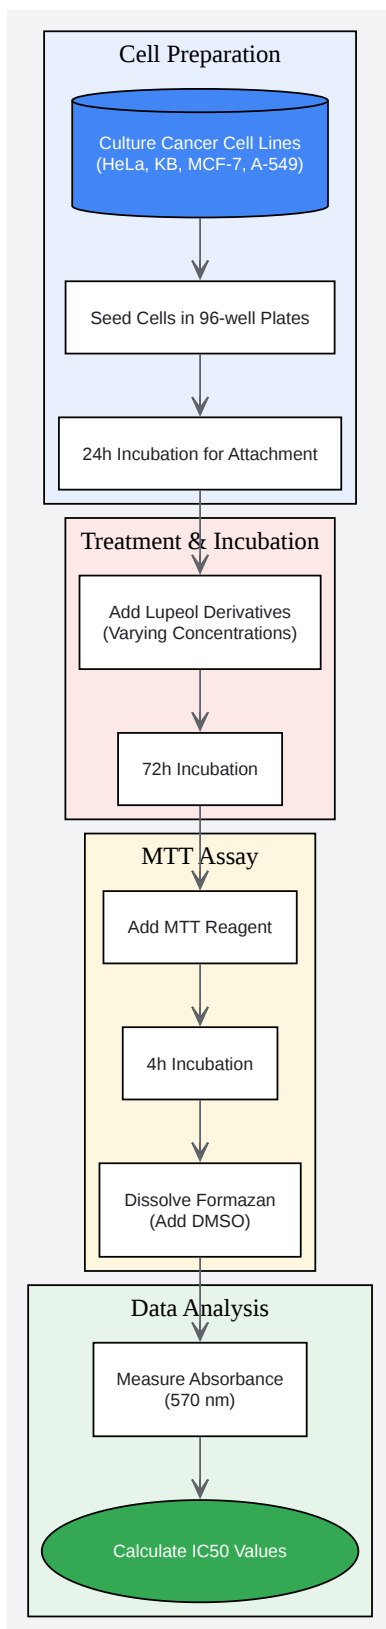 Cell Preparation
Culture Cancer Cell Lines
(HeLa, KB, MCF-7, A-549)
Seed Cells in 96-well Plates
24h Incubation for Attachment
Treatment & Incubation
Add Lupeol Derivatives
(Varying Concentrations)
72h Incubation
MTT Assay
Add MTT Reagent
4h Incubation
Dissolve Formazan
(Add DMSO)
Data Analysis
Measure Absorbance
(570 nm)
Calculate IC50 Values